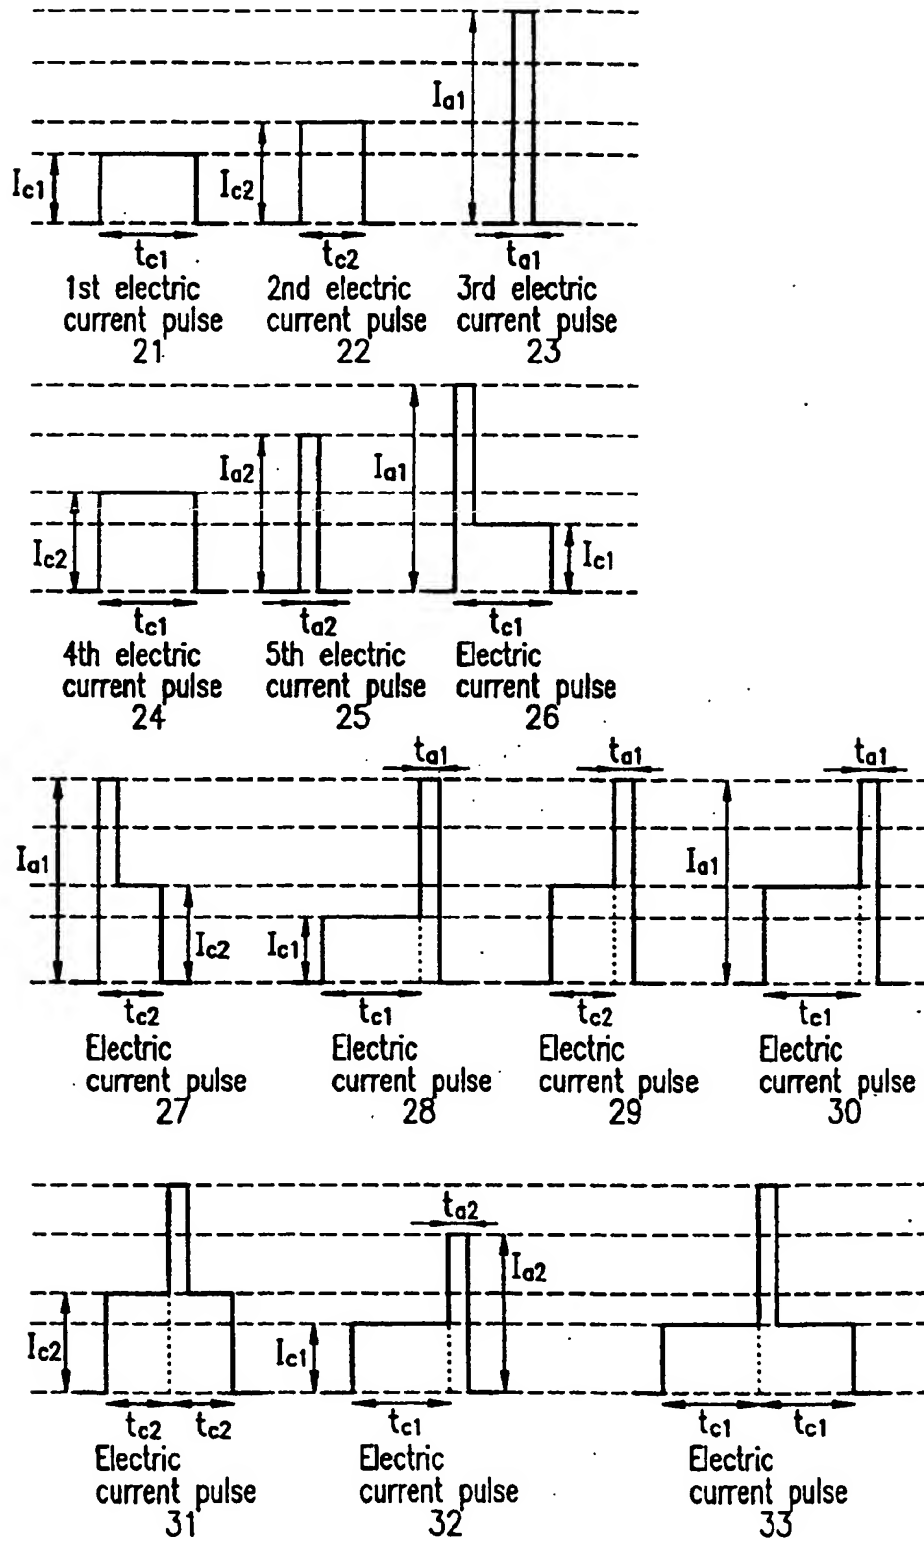 Ia1
Ic1
Ic2
tc1
tc2
ta1
1st electric
current pulse
21
2nd electric
current pulse
22
3rd electric
current pulse
23
Ia2
Ia1
Ic2
Ic1
tc1
ta2
tc1
4th electric
current pulse
24
5th electric
current pulse
25
Electric
current pulse
26
ta1
ta1
ta1
Ia1
Ia1
Ic2
Ic1
tc2
tc1
tc2
tc1
Electric
current pulse
27
Electric
current pulse
28
Electric
current pulse
29
Electric
current pulse
30
ta2
Ia2
Ic2
Ic1
tc2
tc2
tc1
tc1
tc1
Electric
current pulse
31
Electric
current pulse
32
Electric
current pulse
33